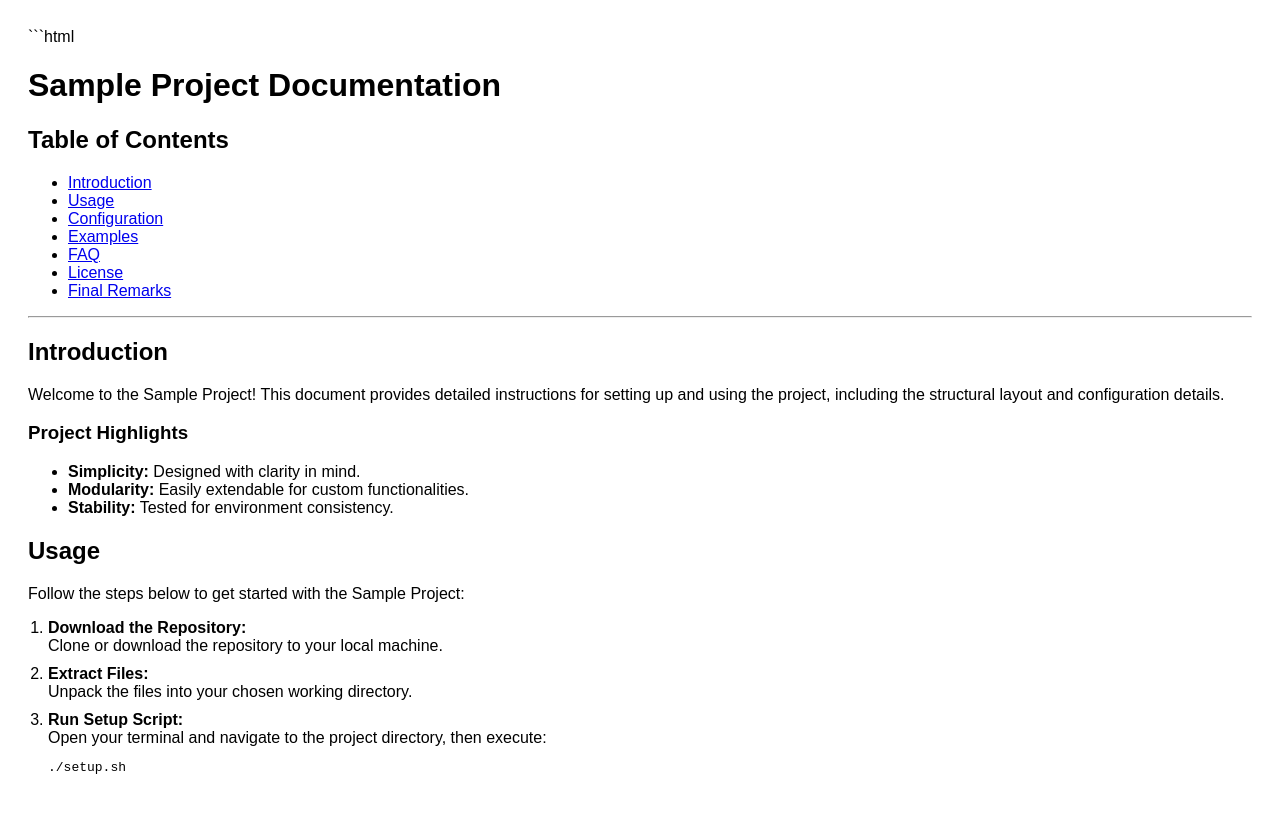 ```html
Sample Project Documentation
Table of Contents
• Introduction
• Usage
• Configuration
• Examples
• FAQ
• License
• Final Remarks
Introduction
Welcome to the Sample Project! This document provides detailed instructions for setting up and using the project, including the structural layout and configuration details.
Project Highlights
• Simplicity: Designed with clarity in mind.
• Modularity: Easily extendable for custom functionalities.
• Stability: Tested for environment consistency.
Usage
Follow the steps below to get started with the Sample Project:
1. Download the Repository:
Clone or download the repository to your local machine.
2. Extract Files:
Unpack the files into your chosen working directory.
3. Run Setup Script:
Open your terminal and navigate to the project directory, then execute:
./setup.sh